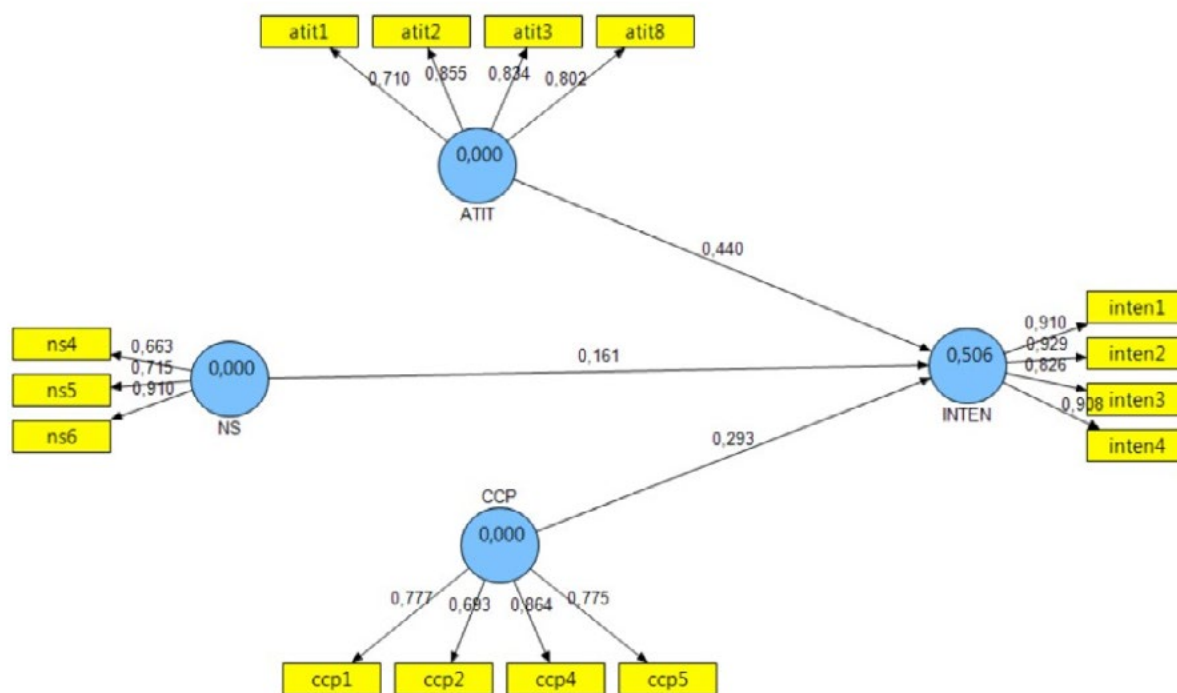 atit1 atit2 atit3 atit8
0,710 0,855 0,834 0,802
0,000
ATIT
0,440
inten1
0,910
ns4 0,663
0,929 inten2
0,715
0,000
0,161
0,506
0,826
ns5
0,910
inten3
ns6
NS
INTEN
0,908
0,293
inten4
CCP
0,000
0,777 0,693 0,864 0,775
ccp1 ccp2 ccp4 ccp5